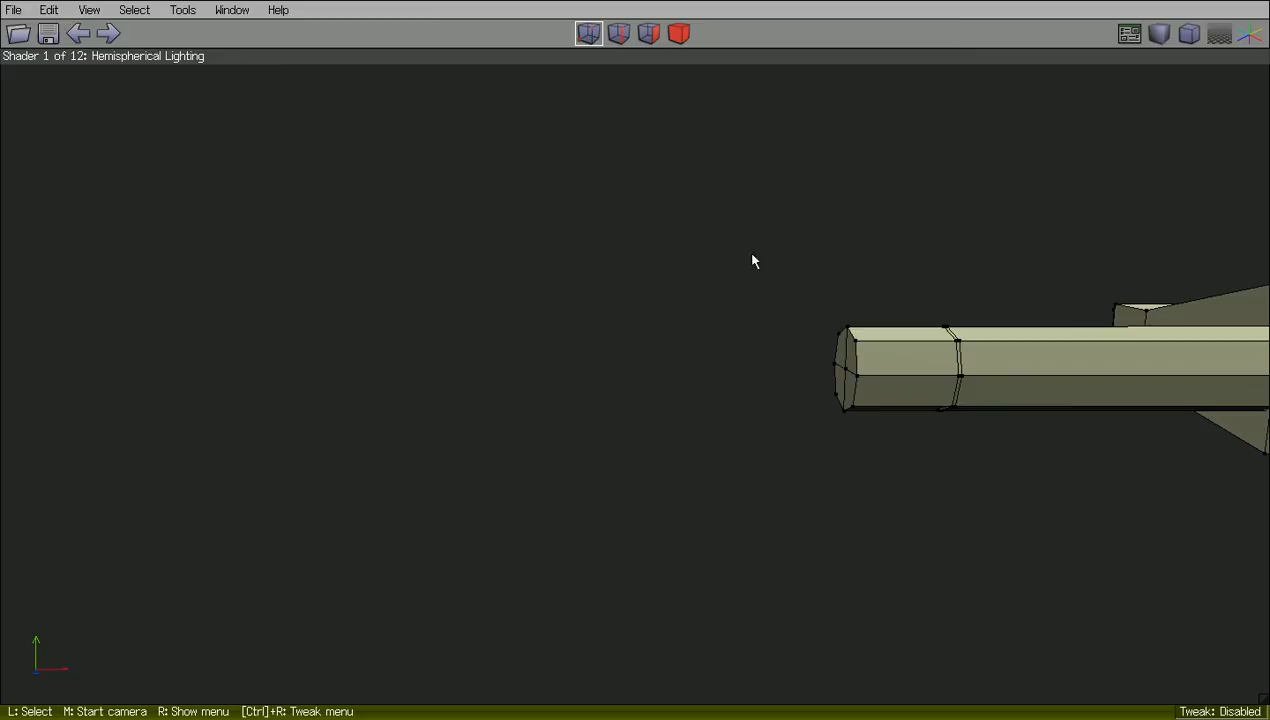 File Edit View Select Tools Window Help
Shader 1 of 12: Hemispherical Lighting
L: Select M: Start camera R: Show menu [Ctrl]+R: Tweak menu Tweak: Disabled